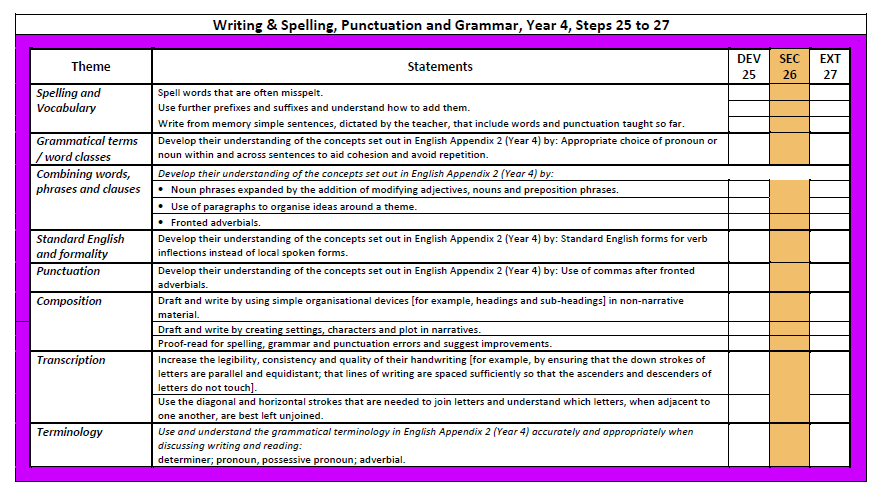 Writing & Spelling, Punctuation and Grammar, Year 4, Steps 25 to 27
Theme
Statements
DEV
25
SEC
26
EXT
27
Spelling and
Vocabulary
Spell words that are often misspelt.
Use further prefixes and suffixes and understand how to add them.
Write from memory simple sentences, dictated by the teacher, that include words and punctuation taught so far.
Grammatical terms
/ word classes
Develop their understanding of the concepts set out in English Appendix 2 (Year 4) by: Appropriate choice of pronoun or
noun within and across sentences to aid cohesion and avoid repetition.
Combining words,
phrases and clauses
Develop their understanding of the concepts set out in English Appendix 2 (Year 4) by:
• Noun phrases expanded by the addition of modifying adjectives, nouns and preposition phrases.
• Use of paragraphs to organise ideas around a theme.
• Fronted adverbials.
Standard English
and formality
Develop their understanding of the concepts set out in English Appendix 2 (Year 4) by: Standard English forms for verb
inflections instead of local spoken forms.
Punctuation
Develop their understanding of the concepts set out in English Appendix 2 (Year 4) by: Use of commas after fronted
adverbials.
Composition
Draft and write by using simple organisational devices [for example, headings and sub-headings] in non-narrative
material.
Draft and write by creating settings, characters and plot in narratives.
Proof-read for spelling, grammar and punctuation errors and suggest improvements.
Transcription
Increase the legibility, consistency and quality of their handwriting [for example, by ensuring that the down strokes of
letters are parallel and equidistant; that lines of writing are spaced sufficiently so that the ascenders and descenders of
letters do not touch].
Use the diagonal and horizontal strokes that are needed to join letters and understand which letters, when adjacent to
one another, are best left unjoined.
Terminology
Use and understand the grammatical terminology in English Appendix 2 (Year 4) accurately and appropriately when
discussing writing and reading:
determiner; pronoun, possessive pronoun; adverbial.